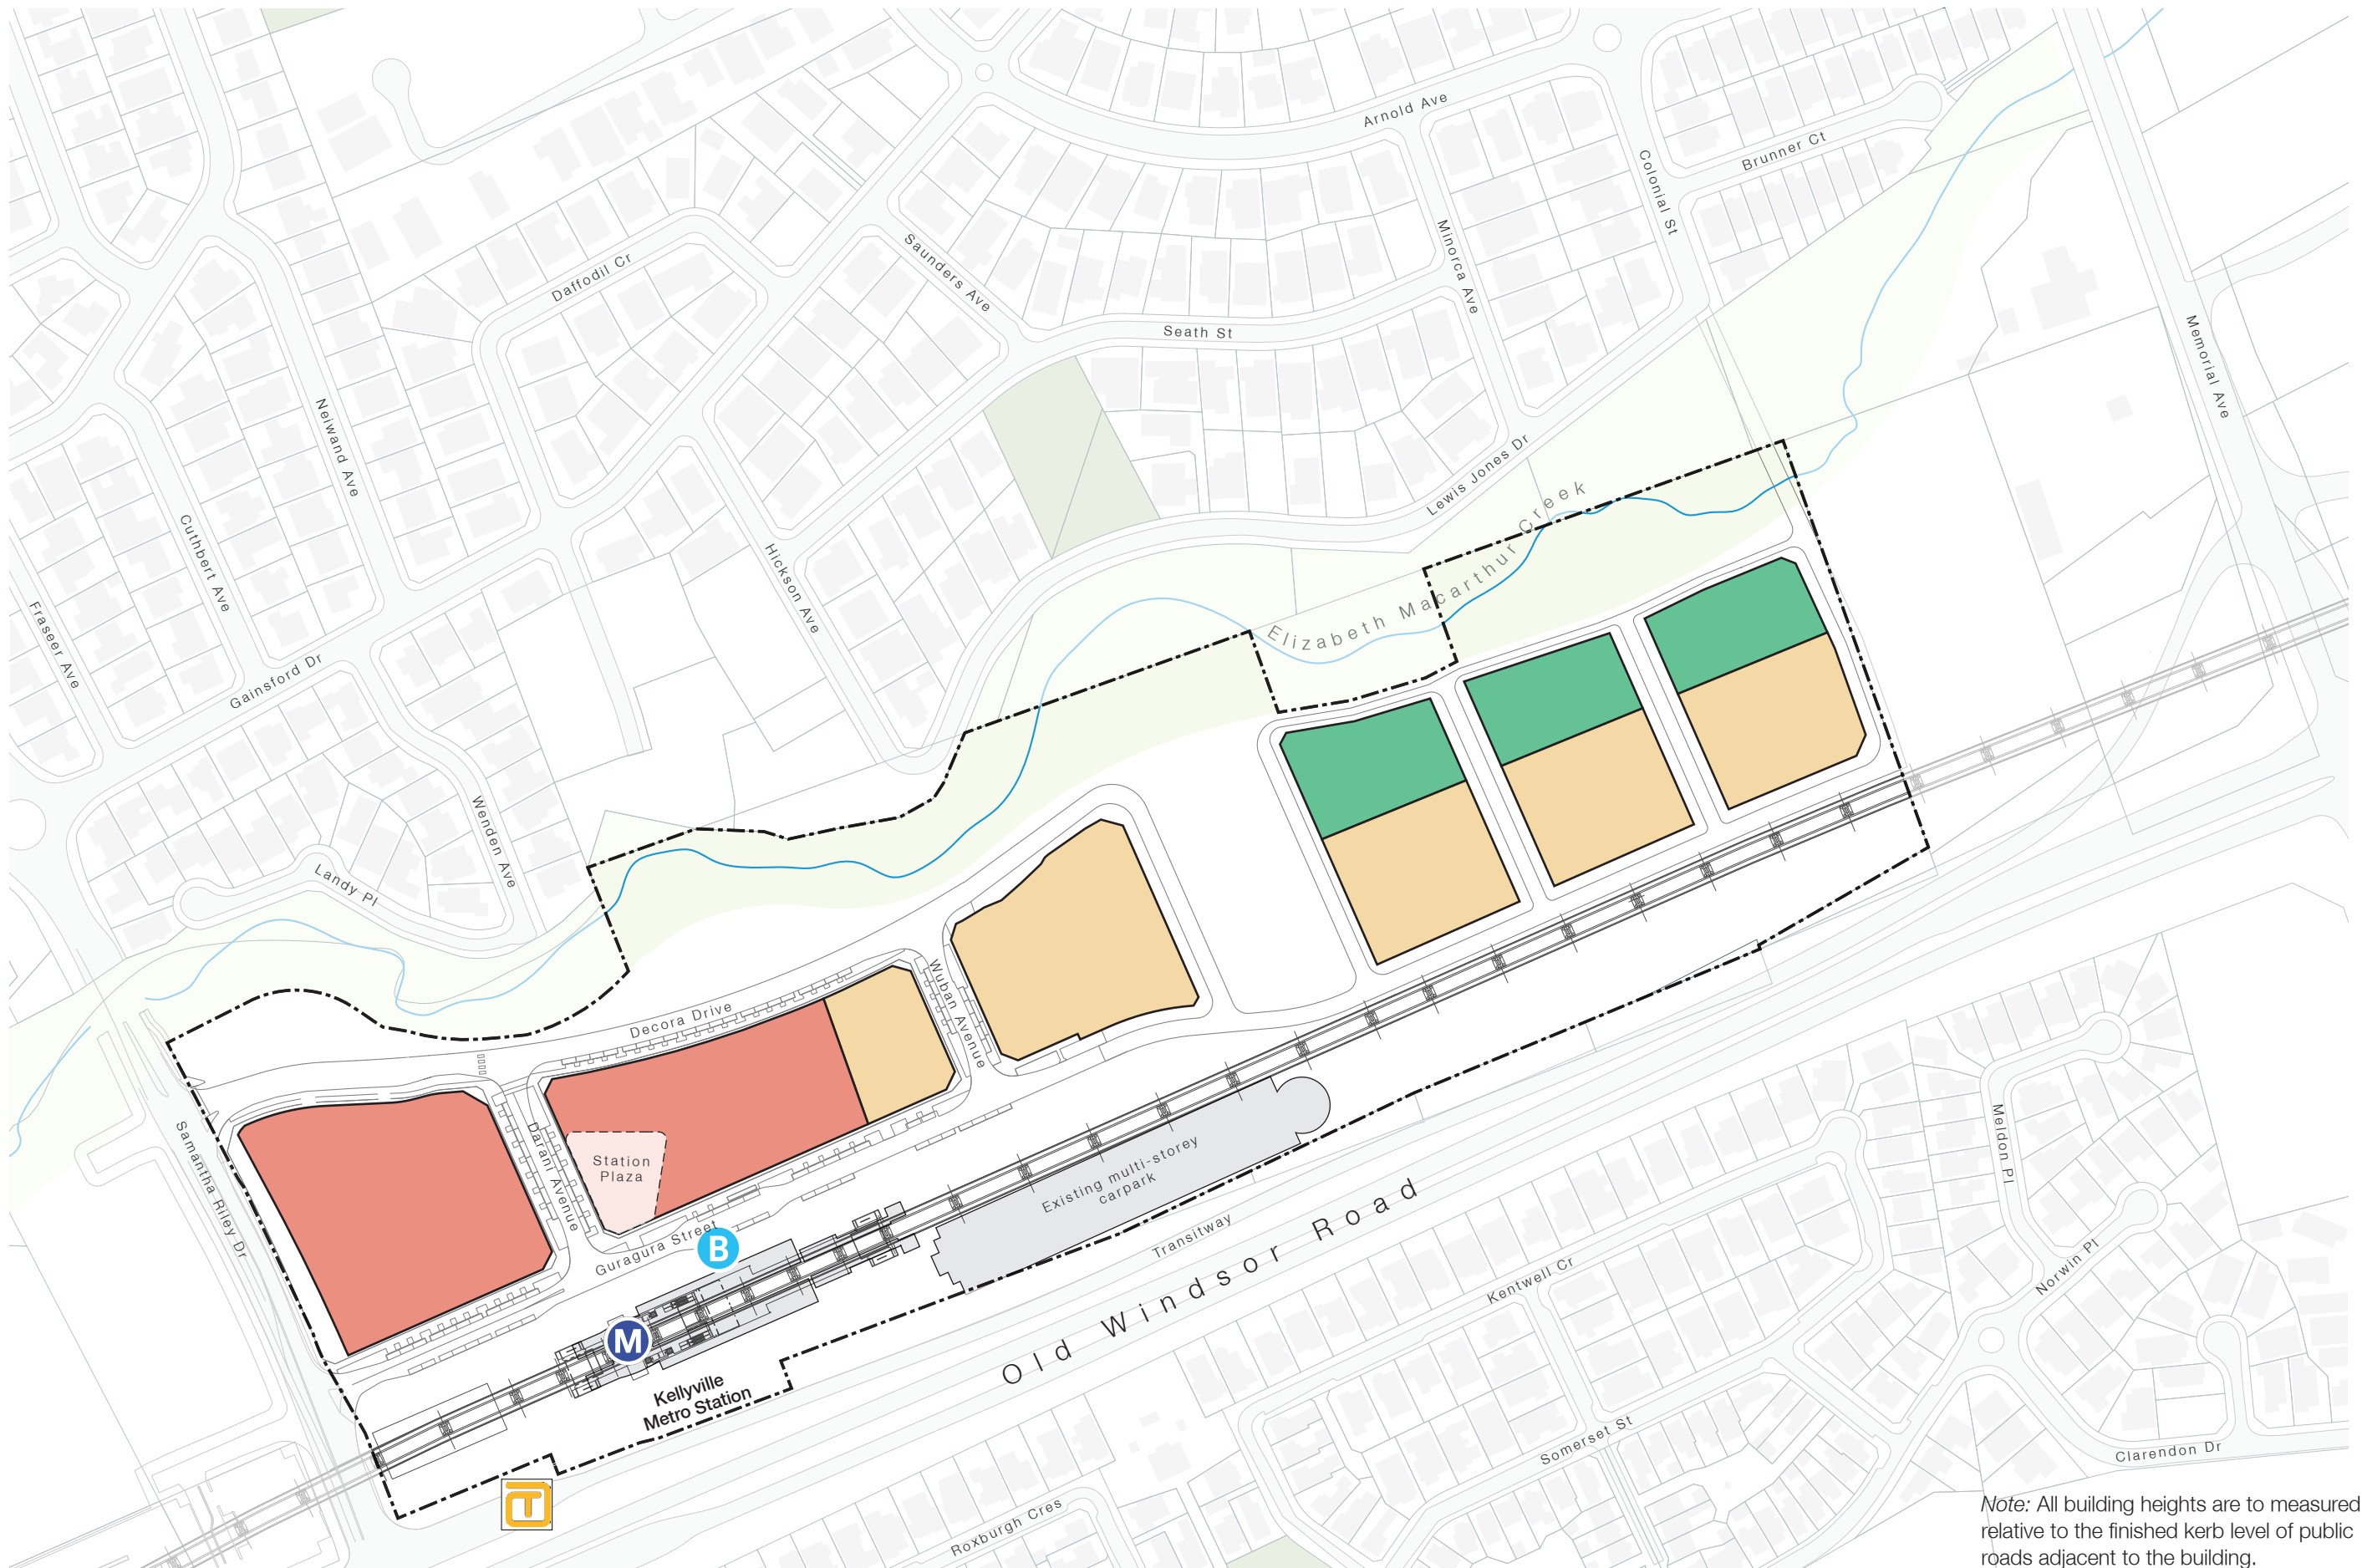 Arnold Ave
Brunner Ct
Colonial St
Minorca Ave
Saunders Ave
Daffodil Cr
Seath St
Memorial Ave
Neiwand Ave
Lewis Jones Dr
Cuthbert Ave
Hickson Ave
Elizabeth Macarthur Creek
Fraseer Ave
Gainsford Dr
Wenden Ave
Landy Pl
Wuban Avenue
Decora Drive
Samantha Riley Dr
Darani Avenue
Station
Plaza
Guragura Street
B
M
Kellyville
Metro Station
T
Existing multi-storey
carpark
Transitway
Old Windsor Road
Meldon Pl
Norwin Pl
Kentwell Cr
Somerset St
Clarendon Dr
Roxburgh Cres
Note: All building heights are to measured
relative to the finished kerb level of public
roads adjacent to the building.